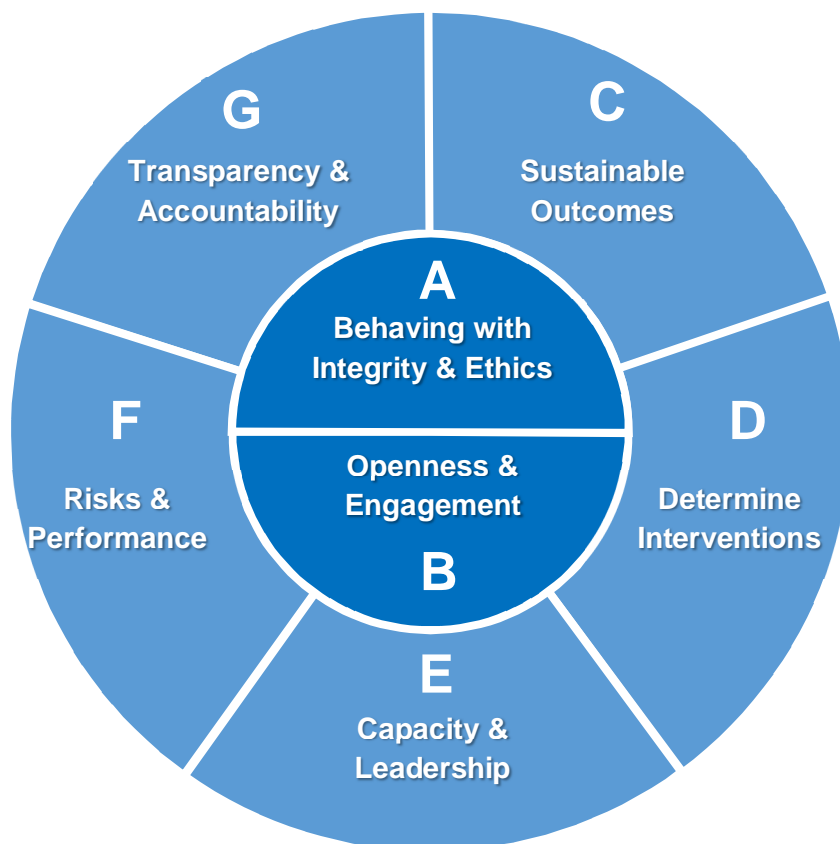 G
Transparency &
Accountability
C
Sustainable
Outcomes
A
Behaving with
Integrity & Ethics
F
Risks &
Performance
D
Determine
Interventions
Openness &
Engagement
B
E
Capacity &
Leadership